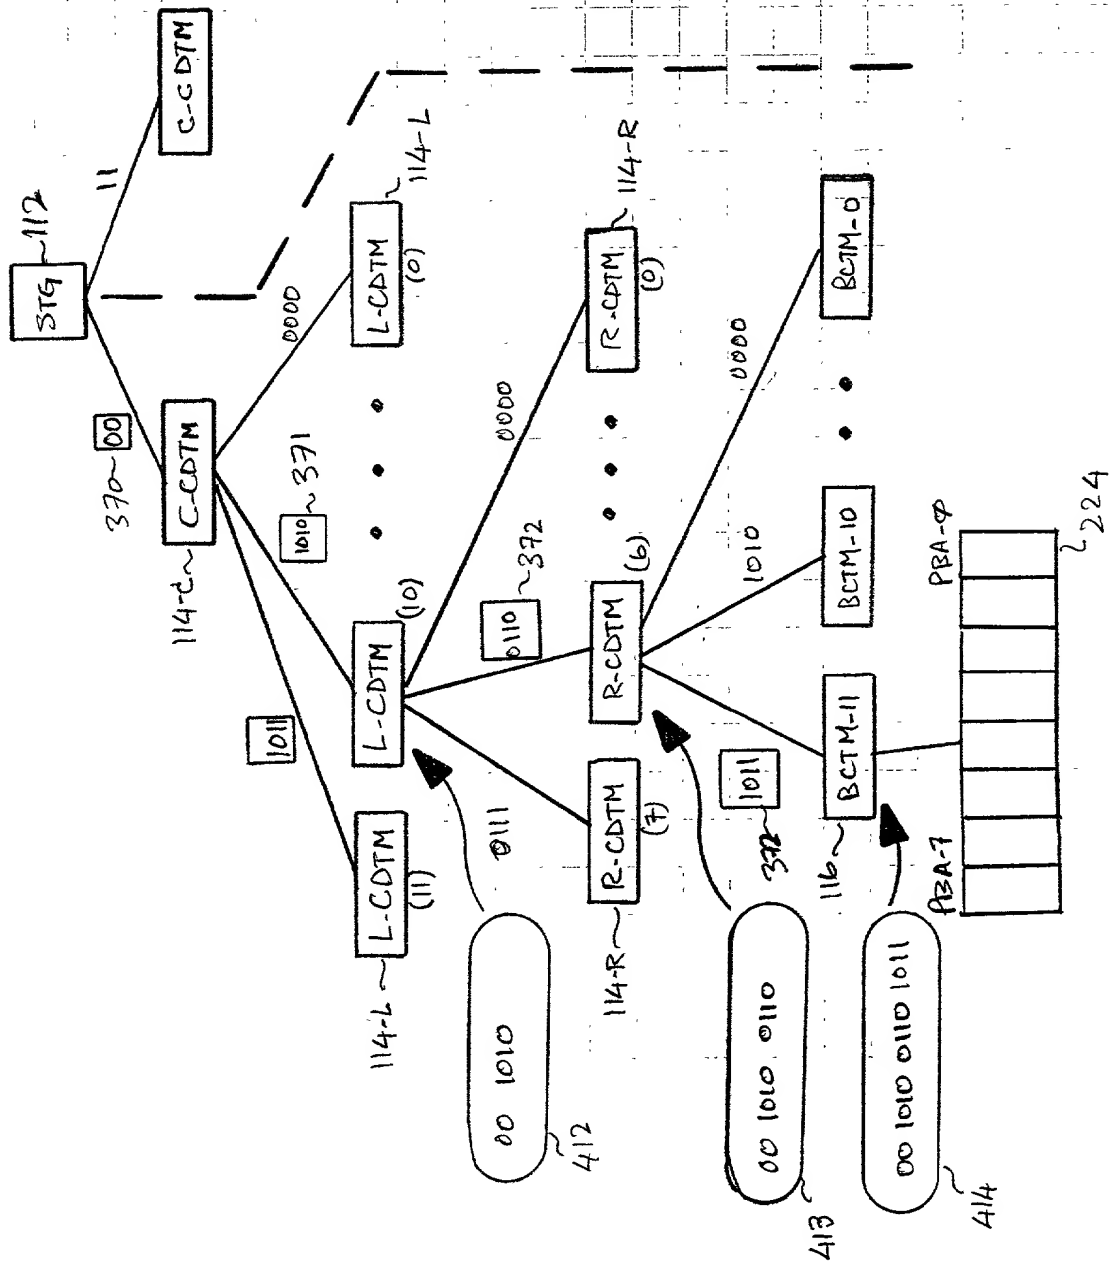 STG
112
11
C-CDTM
370
00
C-CDTM
114-C
1011
1010
371
0000
L-CDTM
(11)
114-L
L-CDTM
(10)
L-CDTM
(0)
114-L
00 1010
412
0111
0110
372
0000
R-CDTM
(7)
114-R
R-CDTM
(6)
R-CDTM
(0)
114-R
00 1010 0110
413
1011
1010
0000
BCTM-11
116
BCTM-10
BCTM-0
00 1010 0110 1011
414
PBA-7
PBA-φ
224